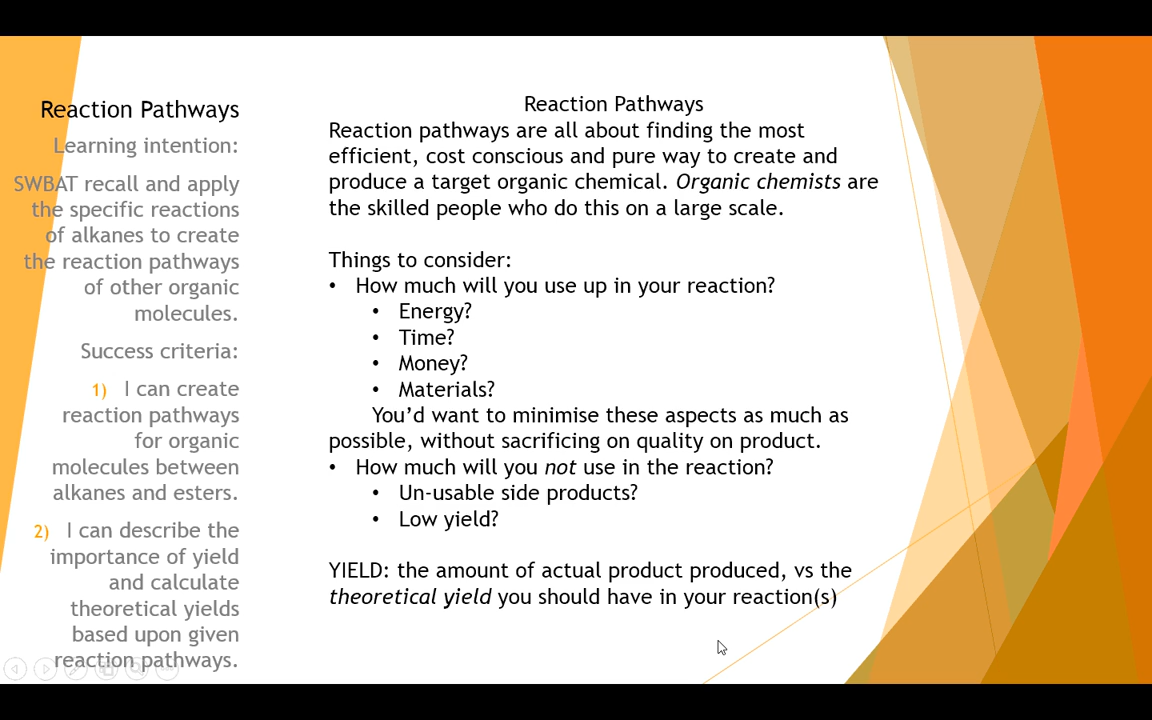 Reaction Pathways
Learning intention:
SWBAT recall and apply
the specific reactions
of alkanes to create
the reaction pathways
of other organic
molecules.
Success criteria:
1) I can create
reaction pathways
for organic
molecules between
alkanes and esters.
2) I can describe the
importance of yield
and calculate
theoretical yields
based upon given
reaction pathways.
Reaction Pathways
Reaction pathways are all about finding the most
efficient, cost conscious and pure way to create and
produce a target organic chemical. Organic chemists are
the skilled people who do this on a large scale.
Things to consider:
• How much will you use up in your reaction?
• Energy?
• Time?
• Money?
• Materials?
You’d want to minimise these aspects as much as
possible, without sacrificing on quality on product.
• How much will you not use in the reaction?
• Un-usable side products?
• Low yield?
YIELD: the amount of actual product produced, vs the
theoretical yield you should have in your reaction(s)